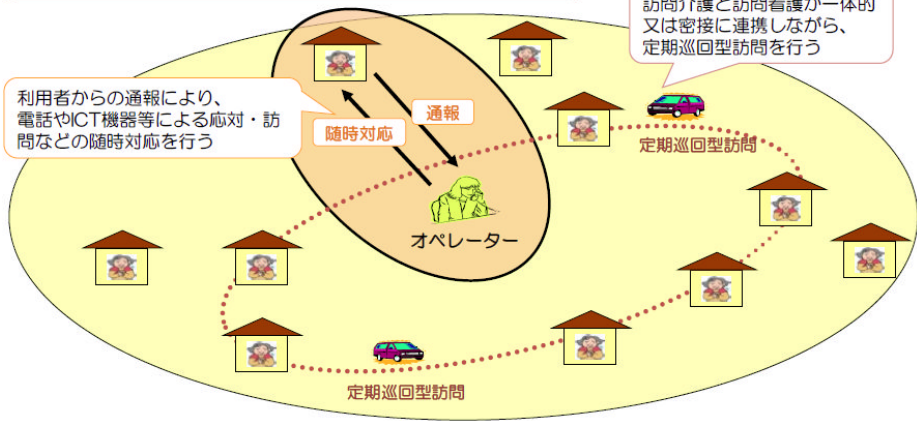 訪問介護と訪問看護が一体的
又は密接に連携しながら、
定期巡回型訪問を行う
利用者からの通報により、
電話やICT機器等による応対・訪
問などの随時対応を行う
通報
随時対応
定期巡回型訪問
オペレーター
定期巡回型訪問